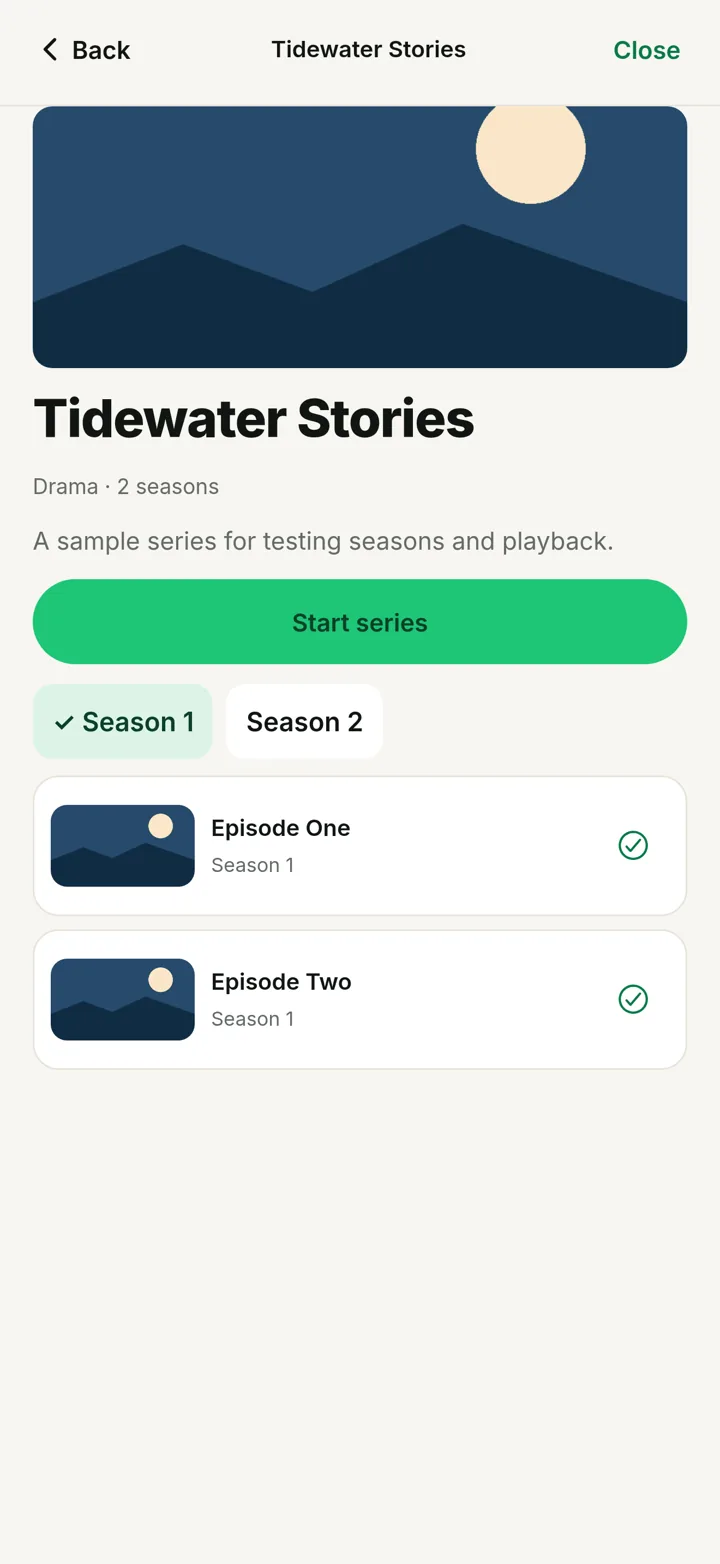 Back
Tidewater Stories
Close
Tidewater Stories
Drama · 2 seasons
A sample series for testing seasons and playback.
Start series
Season 1
Season 2
Episode One
Season 1
Episode Two
Season 1